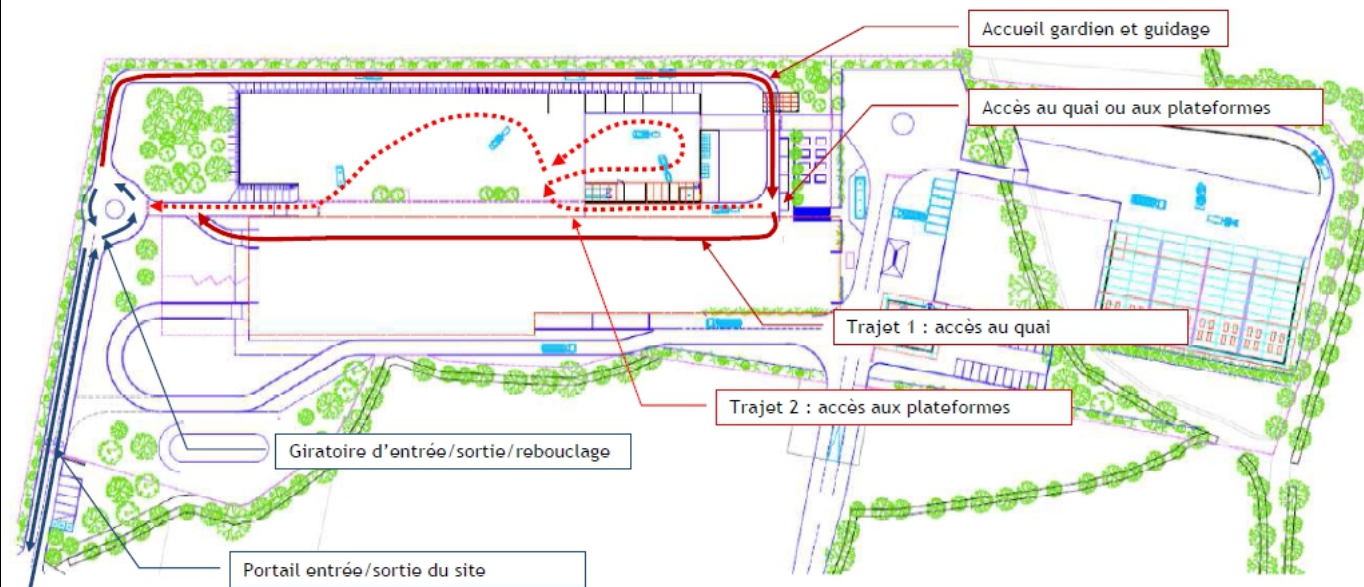 Accueil gardien et guidage
Accès au quai ou aux plateformes
Trajet 1 : accès au quai
Trajet 2 : accès aux plateformes
Giratoire d'entrée/sortie/rebouclage
Portail entrée/sortie du site